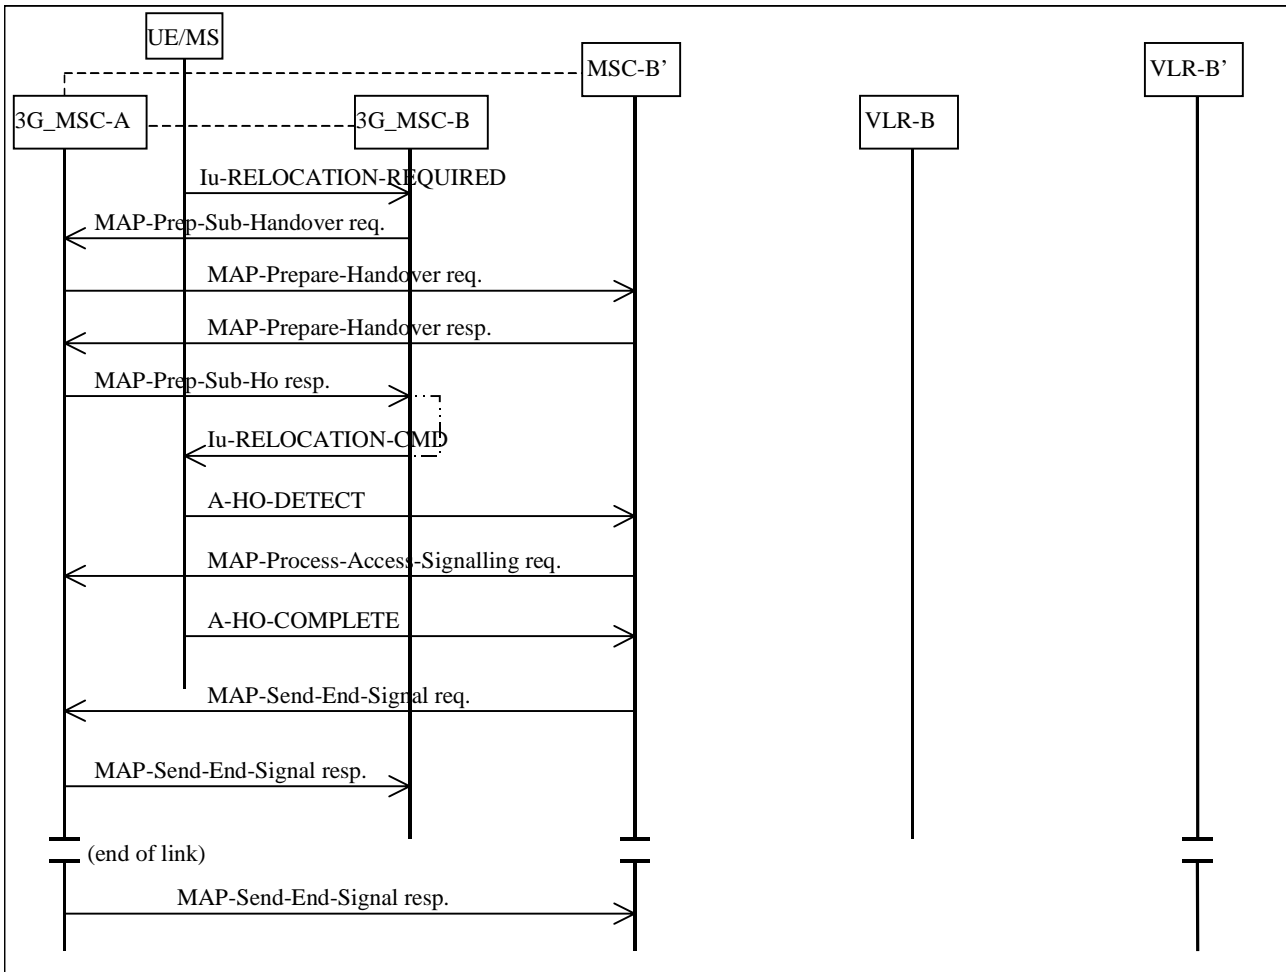 UE/MS
MSC-B’
VLR-B’
3G_MSC-A
3G_MSC-B
VLR-B
Iu-RELOCATION-REQUIRED
MAP-Prep-Sub-Handover req.
MAP-Prepare-Handover req.
MAP-Prepare-Handover resp.
MAP-Prep-Sub-Ho resp.
Iu-RELOCATION-CMD
A-HO-DETECT
MAP-Process-Access-Signalling req.
A-HO-COMPLETE
MAP-Send-End-Signal req.
MAP-Send-End-Signal resp.
(end of link)
MAP-Send-End-Signal resp.